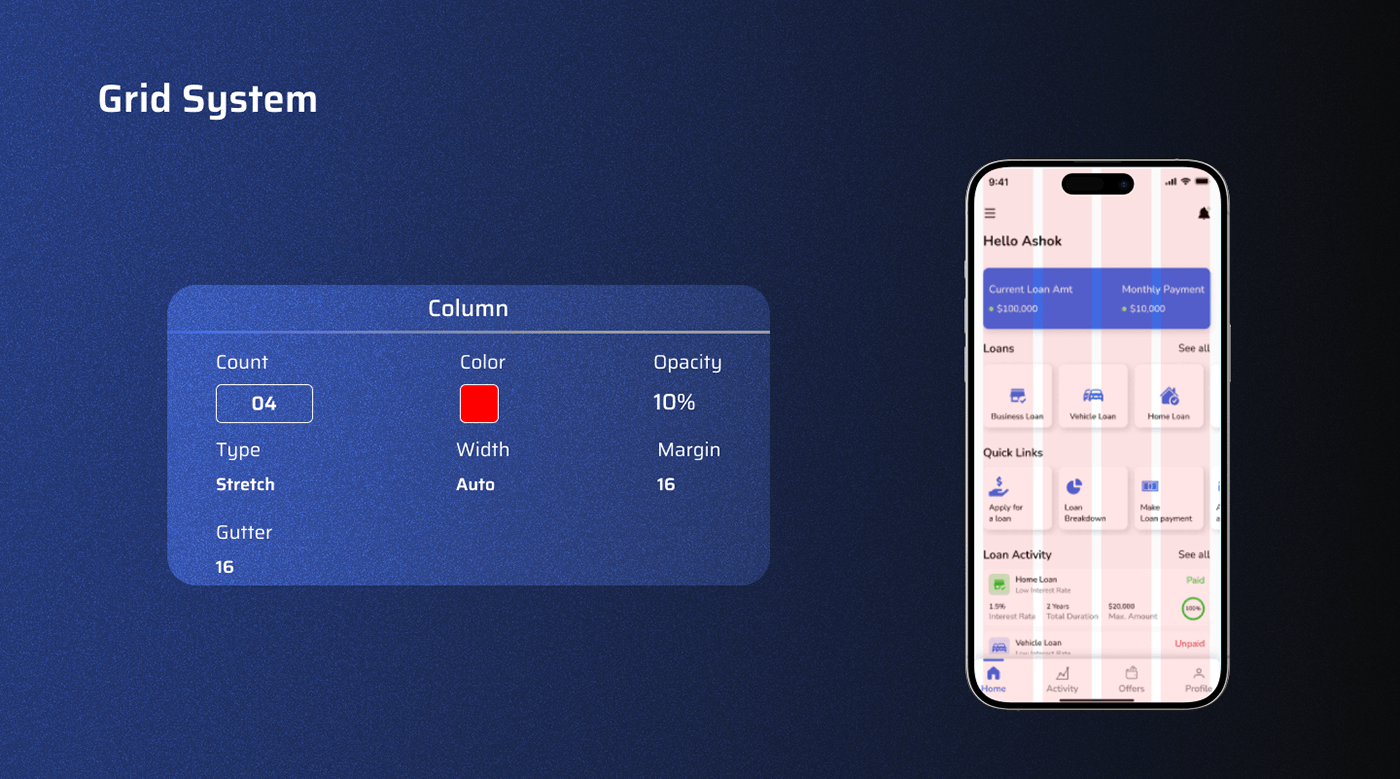 Grid System
Column
Count
Color
Opacity
04
10%
Type
Width
Margin
Stretch
Auto
16
Gutter
16
9:41
Hello Ashok
Current Loan Amt
Monthly Payment
$100,000
$10,000
Loans
See all
Business Loan
Vehicle Loan
Home Loan
Quick Links
Apply for
a loan
Loan
Breakdown
Make
Loan payment
Loan Activity
See all
Home Loan
Paid
Low Interest Rate
1.5%
2 Years
$20,000
100%
Interest Rate
Total Duration
Max. Amount
Vehicle Loan
Unpaid
Low Interest Rate
Home
Activity
Offers
Profile